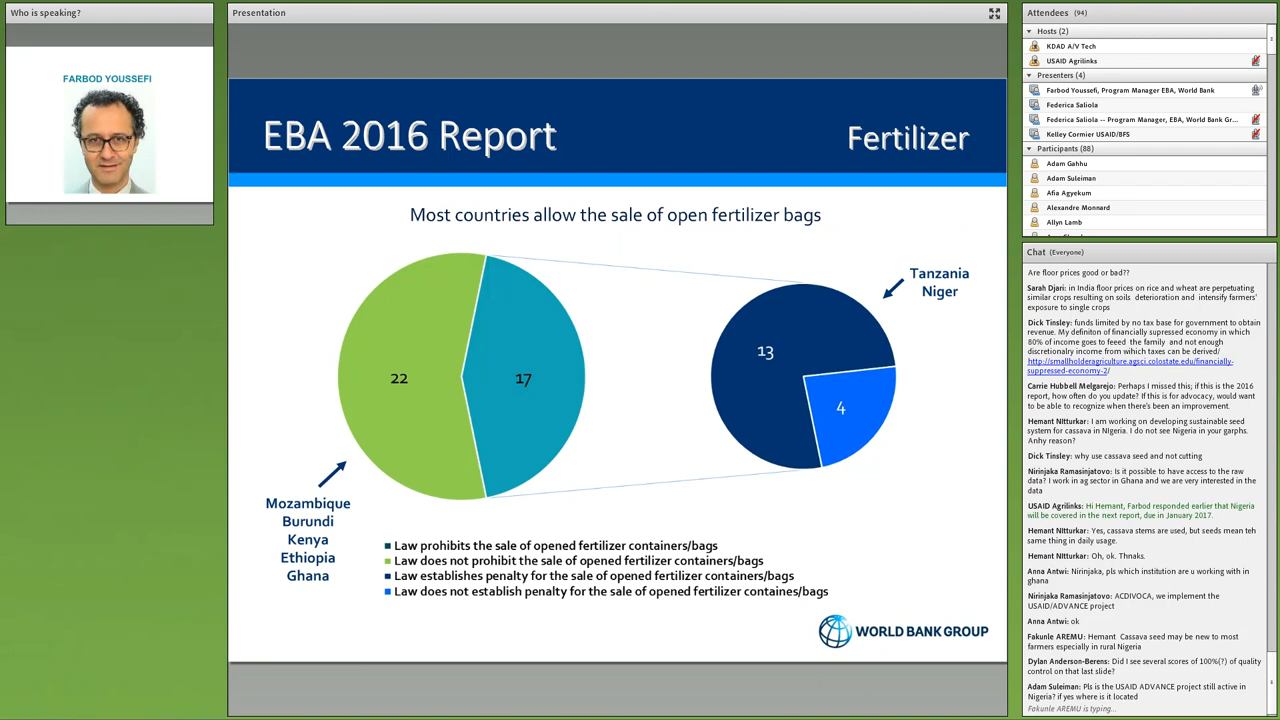 Who is speaking?
FARBOD YOUSSEFI
Presentation
EBA 2016 Report
Fertilizer
Most countries allow the sale of open fertilizer bags
22
17
13
4
Tanzania
Niger
Mozambique
Burundi
Kenya
Ethiopia
Ghana
Law prohibits the sale of opened fertilizer containers/bags
Law does not prohibit the sale of opened fertilizer containers/bags
Law establishes penalty for the sale of opened fertilizer containers/bags
Law does not establish penalty for the sale of opened fertilizer containes/bags
WORLD BANK GROUP
Attendees (94)
Hosts (2)
KDAD A/V Tech
USAID Agrilinks
Presenters (4)
Farbod Youssefi, Program Manager EBA, World Bank
Federica Saliola
Federica Saliola -- Program Manager, EBA, World Bank Gr...
Kelley Cormier USAID/BFS
Participants (88)
Adam Gahhu
Adam Suleiman
Afia Agyekum
Alexandre Monnard
Allyn Lamb
Chat (Everyone)
Are floor prices good or bad??
Sarah Djari: in India floor prices on rice and wheat are perpetuating
similar crops resulting on soils deterioration and intensify farmers'
exposure to single crops
Dick Tinsley: funds limited by no tax base for government to obtain
revenue. My definiton of financially supressed economy in which
80% of income goes to feeed the family and not enough
discretionalry income from which taxes can be derived/
http://smallholderagriculture.agsci.colostate.edu/financially-
suppressed-economy-2/
Carrie Hubbell Melgarejo: Perhaps I missed this; if this is the 2016
report, how often do you update? If this is for advocacy, would want
to be able to recognize when there's been an improvement.
Hemant NItturkar: I am working on developing sustainable seed
system for cassava in NIgeria. I do not see Nigeria in your garphs.
Anhy reason?
Dick Tinsley: why use cassava seed and not cutting
Nirinjaka Ramasinjatovo: Is it possible to have access to the raw
data? I work in ag sector in Ghana and we are very interested in the
data
USAID Agrilinks: Hi Hemant, Farbod responded earlier that Nigeria
will be covered in the next report, due in January 2017.
Hemant NItturkar: Yes, cassava stems are used, but seeds mean teh
same thing in daily usage.
Hemant NItturkar: Oh, ok. Thnaks.
Anna Antwi: Nirinjaka, pls which institution are u working with in
ghana
Nirinjaka Ramasinjatovo: ACDIVOCA, we implement the
USAID/ADVANCE project
Anna Antwi: ok
Fakunle AREMU: Hemant Cassava seed may be new to most
farmers especially in rural Nigeria
Dylan Anderson-Berens: Did I see several scores of 100%(?) of quality
control on that last slide?
Adam Suleiman: Pls is the USAID ADVANCE project still active in
Nigeria? if yes where is it located
Fakunle AREMU is typing...